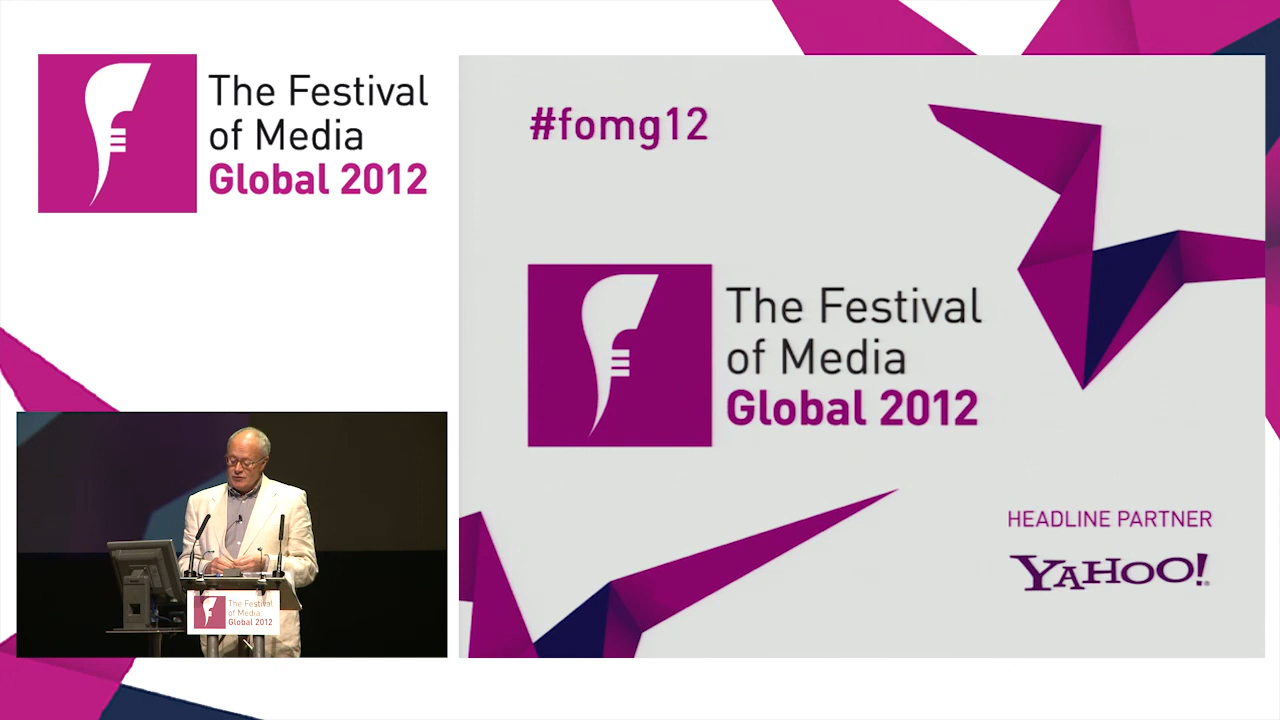 The Festival
of Media
Global 2012
#fomg12
The Festival
of Media
Global 2012
HEADLINE PARTNER
YAHOO!
The Festival
of Media
Global 2012